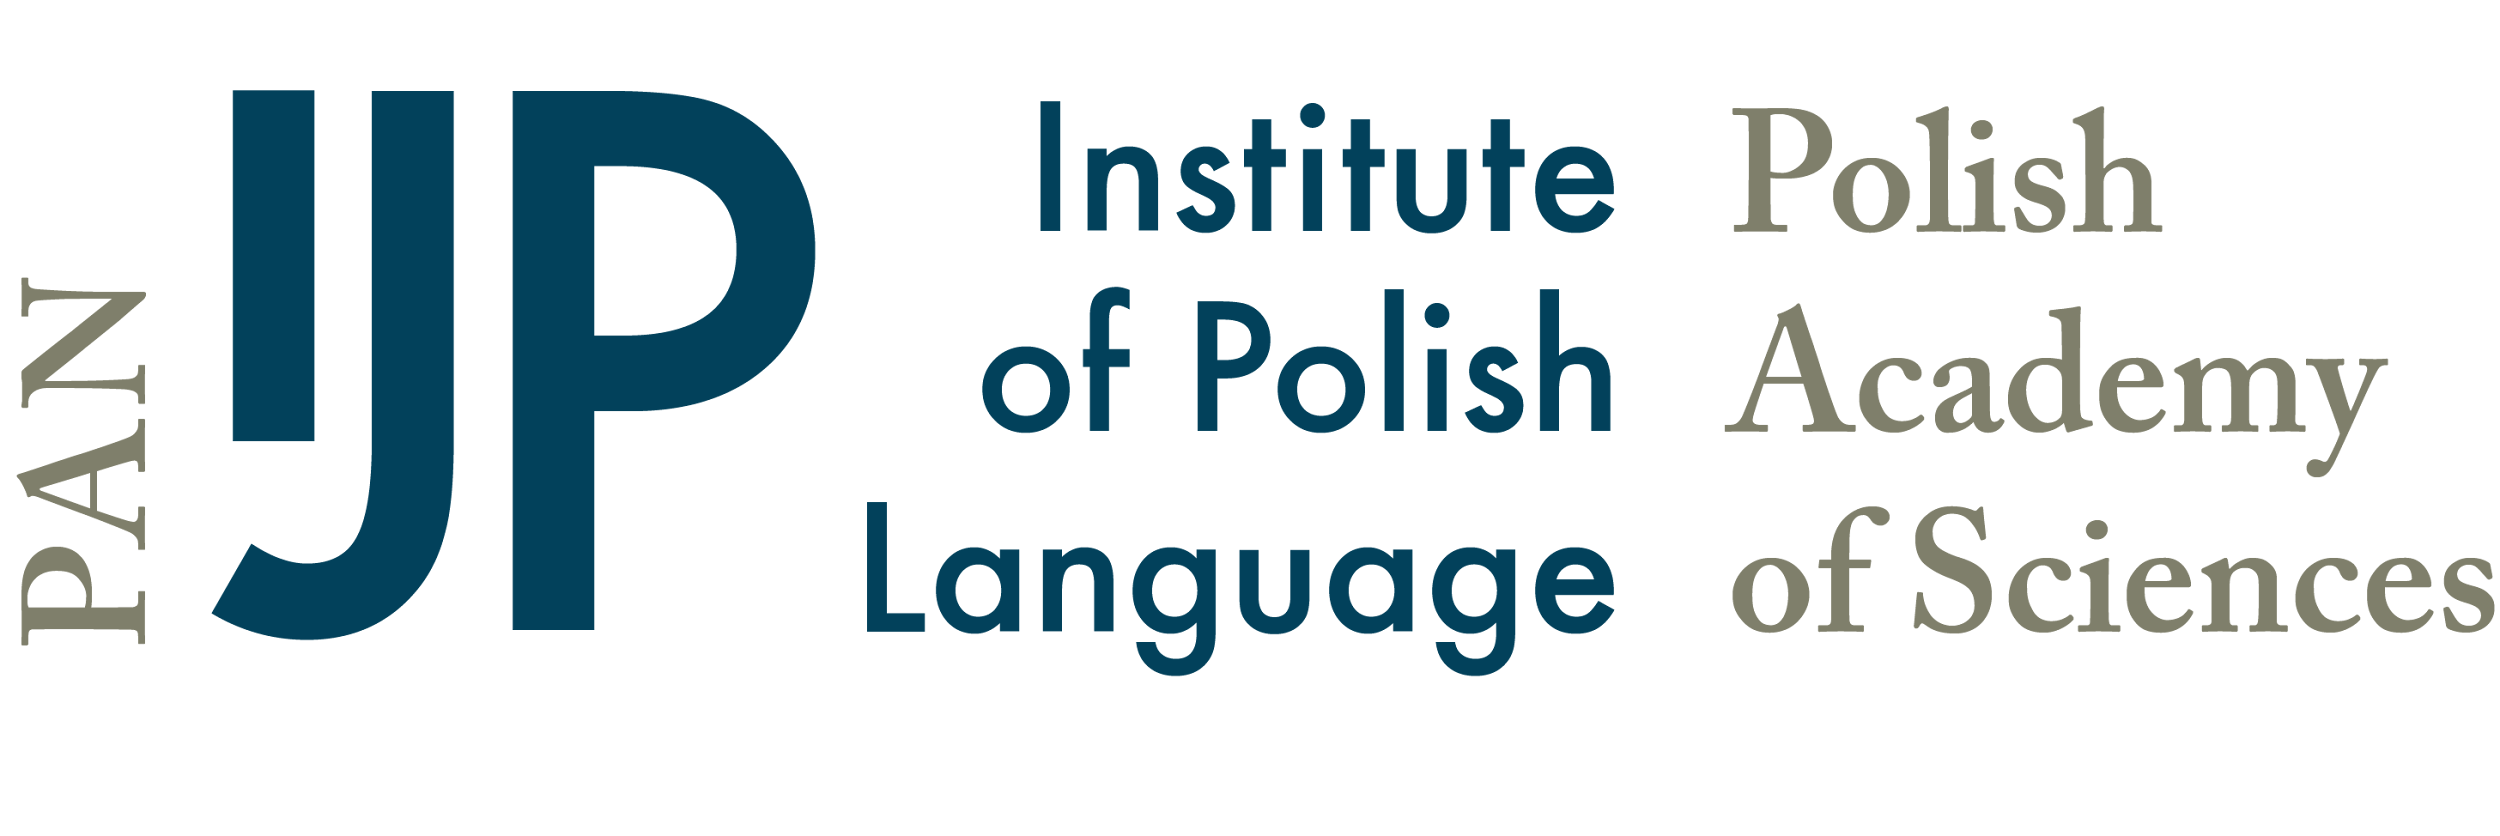 PAN
IJP
Institute
of Polish
Language
Polish
Academy
of Sciences